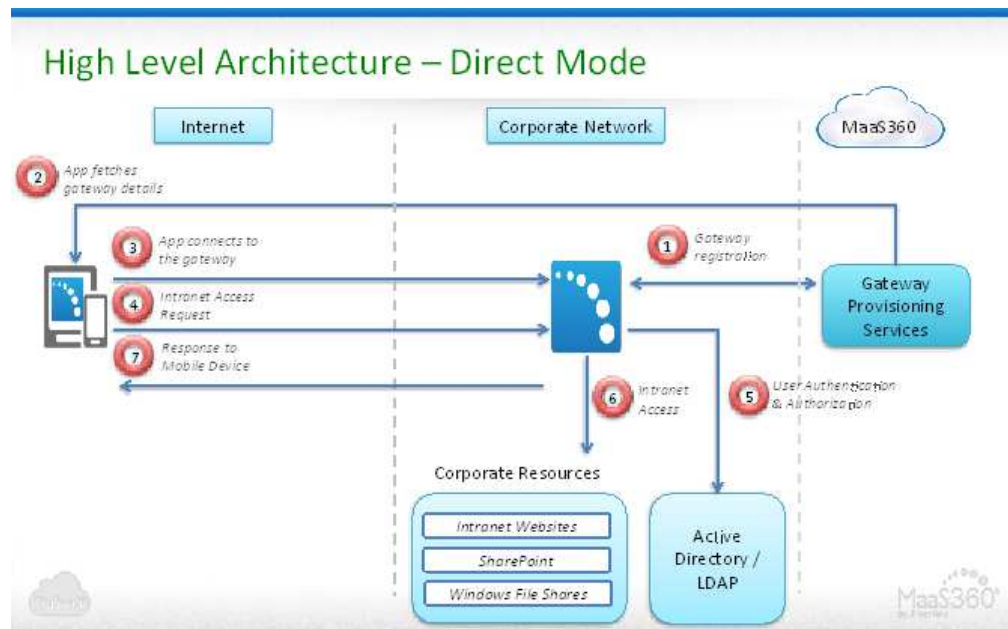 High Level Architecture – Direct Mode
Internet
Corporate Network
MaaS360
2
App fetches
gateway details
3
App connects to
the gateway
1
Gateway
registration
4
Intranet Access
Request
Gateway
Provisioning
Services
7
Response to
Mobile Device
6
Intranet
Access
5
User Authentication
& Authorization
Corporate Resources
Intranet Websites
SharePoint
Windows File Shares
Active
Directory /
LDAP
MaaS360